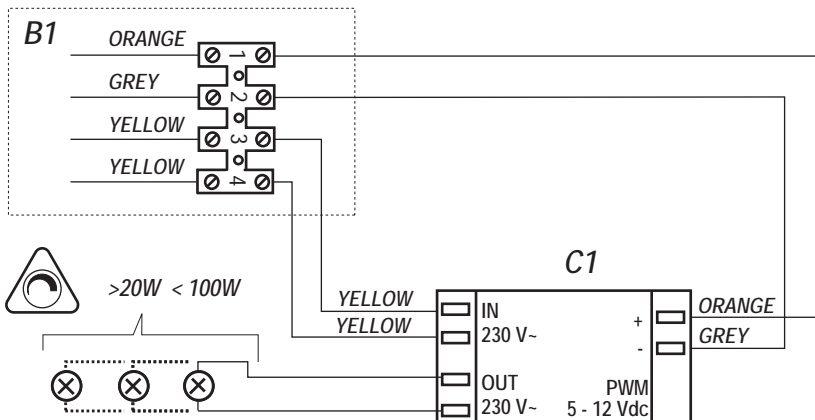 B1
ORANGE
1
GREY
2
YELLOW
3
YELLOW
4
C1
>20W < 100W
YELLOW
IN
+
ORANGE
YELLOW
230 V~
-
GREY
OUT
PWM
230 V~
5 - 12 Vdc